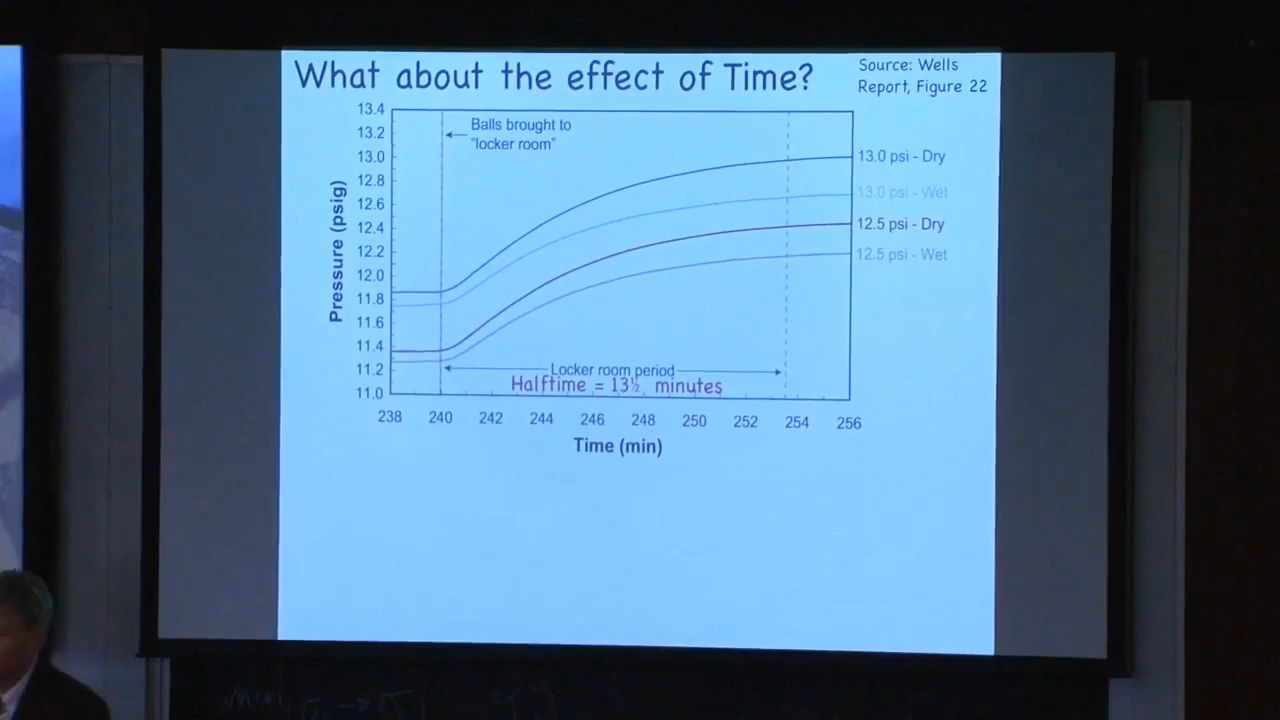 What about the effect of Time?
Source: Wells
Report, Figure 22
13.4
13.2
13.0
12.8
12.6
12.4
12.2
12.0
11.8
11.6
11.4
11.2
11.0
Pressure (psig)
Balls brought to
"locker room"
13.0 psi - Dry
13.0 psi - Wet
12.5 psi - Dry
12.5 psi - Wet
Locker room period
Halftime = 13½ minutes
238 240 242 244 246 248 250 252 254 256
Time (min)